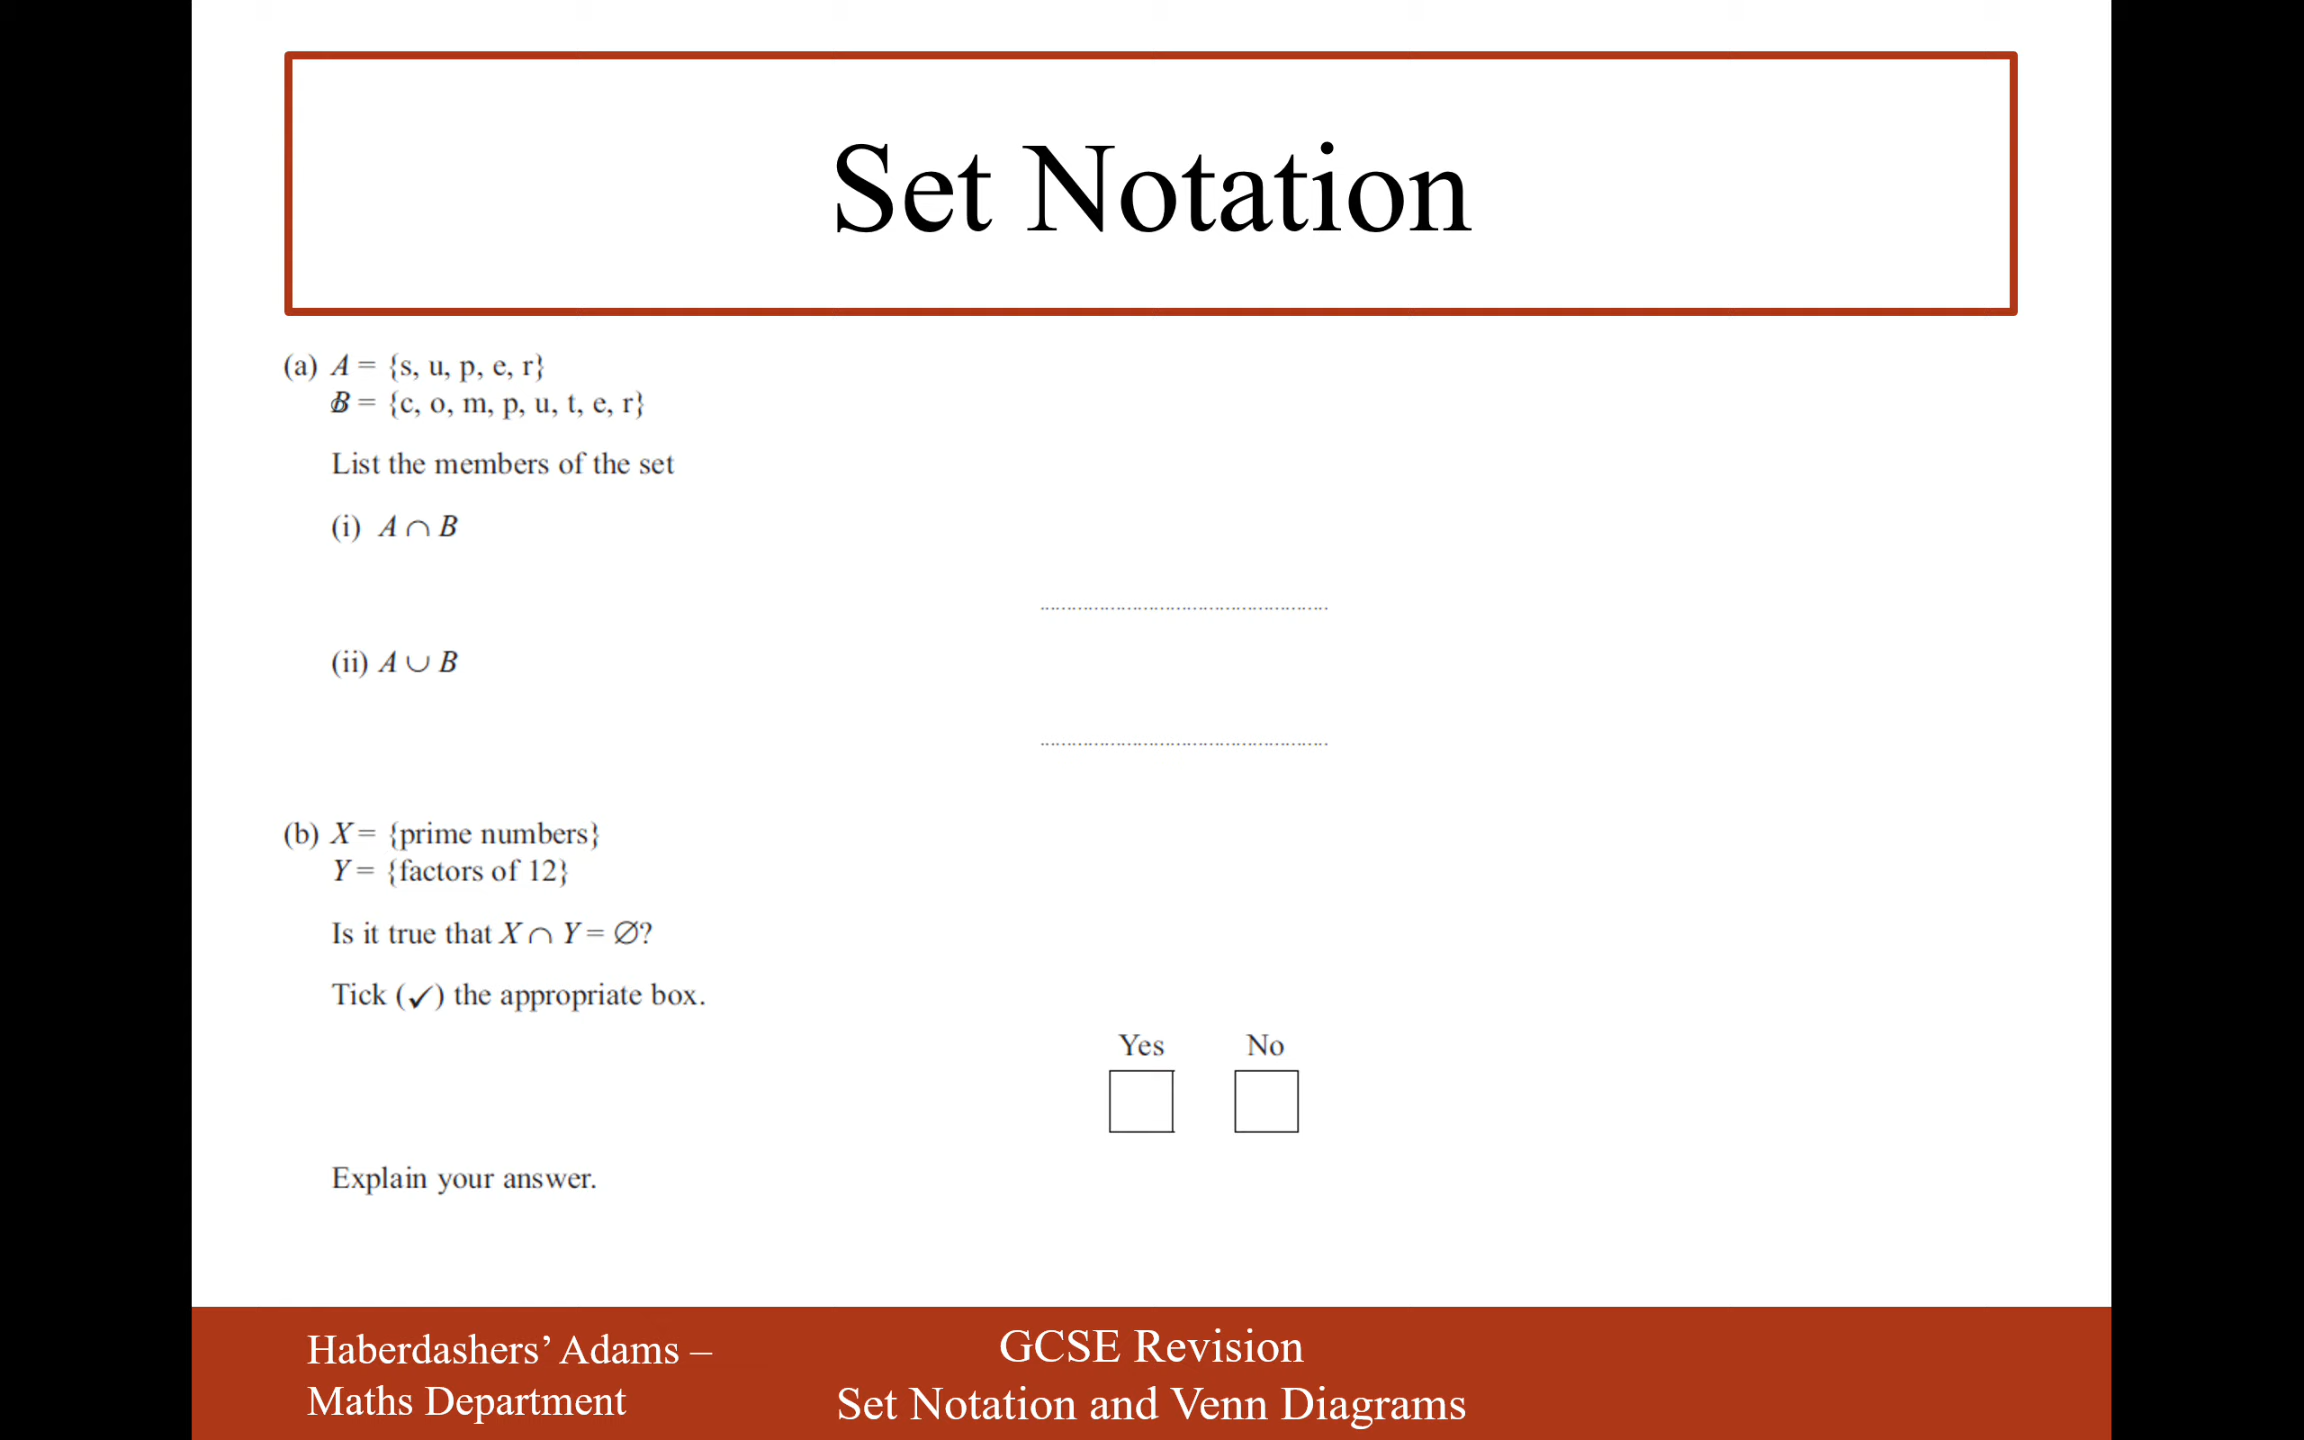 Set Notation
(a) A = {s, u, p, e, r}
B = {c, o, m, p, u, t, e, r}
List the members of the set
(i) A ∩ B
(ii) A ∪ B
(b) X = {prime numbers}
Y = {factors of 12}
Is it true that X ∩ Y = ∅?
Tick (✓) the appropriate box.
Yes No
Explain your answer.
Haberdashers’ Adams –
Maths Department
GCSE Revision
Set Notation and Venn Diagrams